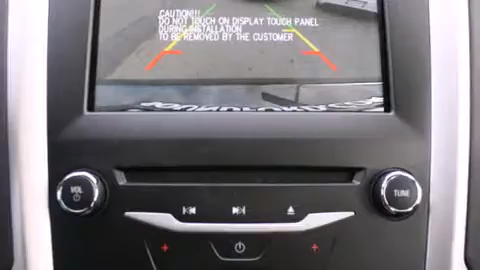 CAUTION!!!
DO NOT TOUCH ON DISPLAY TOUCH PANEL
DURING INSTALLATION
TO BE REMOVED BY THE CUSTOMER
VOL
TUNE